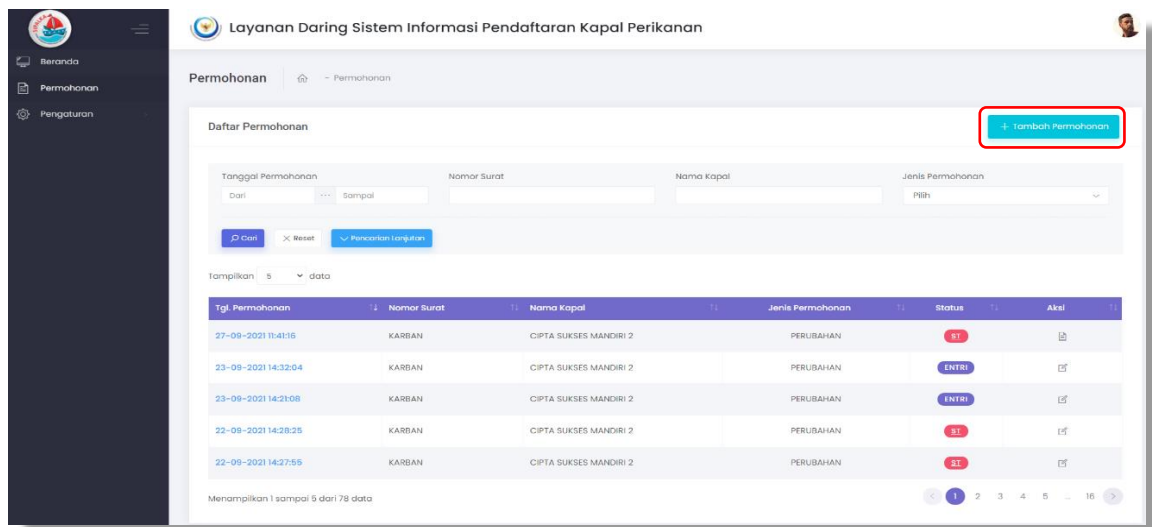 Layanan Daring Sistem Informasi Pendaftaran Kapal Perikanan
Beranda
Permohonan
Pengaturan
Permohonan - Permohonan
Daftar Permohonan
+ Tambah Permohonan
Tanggal Permohonan Nomor Surat Nama Kapal Jenis Permohonan
Dari ... Sampai Pilih
Cari Reset Pencarian Lanjutan
Tampilkan 5 data
Tgl. Permohonan Nomor Surat Nama Kapal Jenis Permohonan Status Aksi
27-09-2021 11:41:16 KARBAN CIPTA SUKSES MANDIRI 2 PERUBAHAN ST
23-09-2021 14:32:04 KARBAN CIPTA SUKSES MANDIRI 2 PERUBAHAN ENTRI
23-09-2021 14:21:08 KARBAN CIPTA SUKSES MANDIRI 2 PERUBAHAN ENTRI
22-09-2021 14:28:25 KARBAN CIPTA SUKSES MANDIRI 2 PERUBAHAN ST
22-09-2021 14:27:55 KARBAN CIPTA SUKSES MANDIRI 2 PERUBAHAN ST
Menampilkan 1 sampai 5 dari 78 data
1 2 3 4 5 ... 16